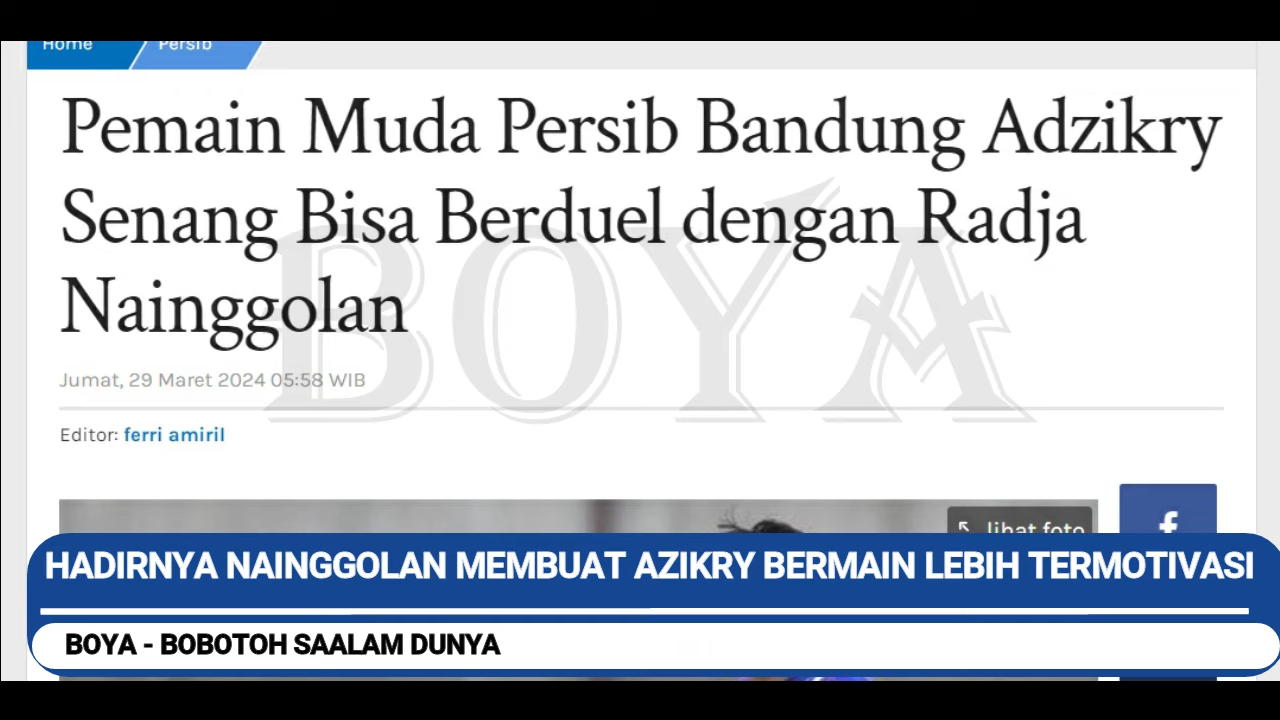 Home Persib
Pemain Muda Persib Bandung Adzikry
Senang Bisa Berduel dengan Radja
Nainggolan
BOYA
Jumat, 29 Maret 2024 05:58 WIB
Editor: ferri amiril
lihat foto
f
HADIRNYA NAINGGOLAN MEMBUAT AZIKRY BERMAIN LEBIH TERMOTIVASI
BOYA - BOBOTOH SAALAM DUNYA